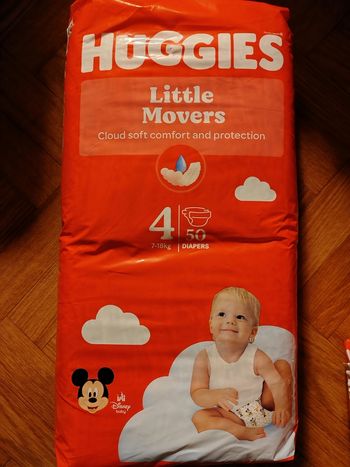 HUGGIES
Little
Movers
Cloud soft comfort and protection
4
50
7-18kg
DIAPERS
Disney
baby